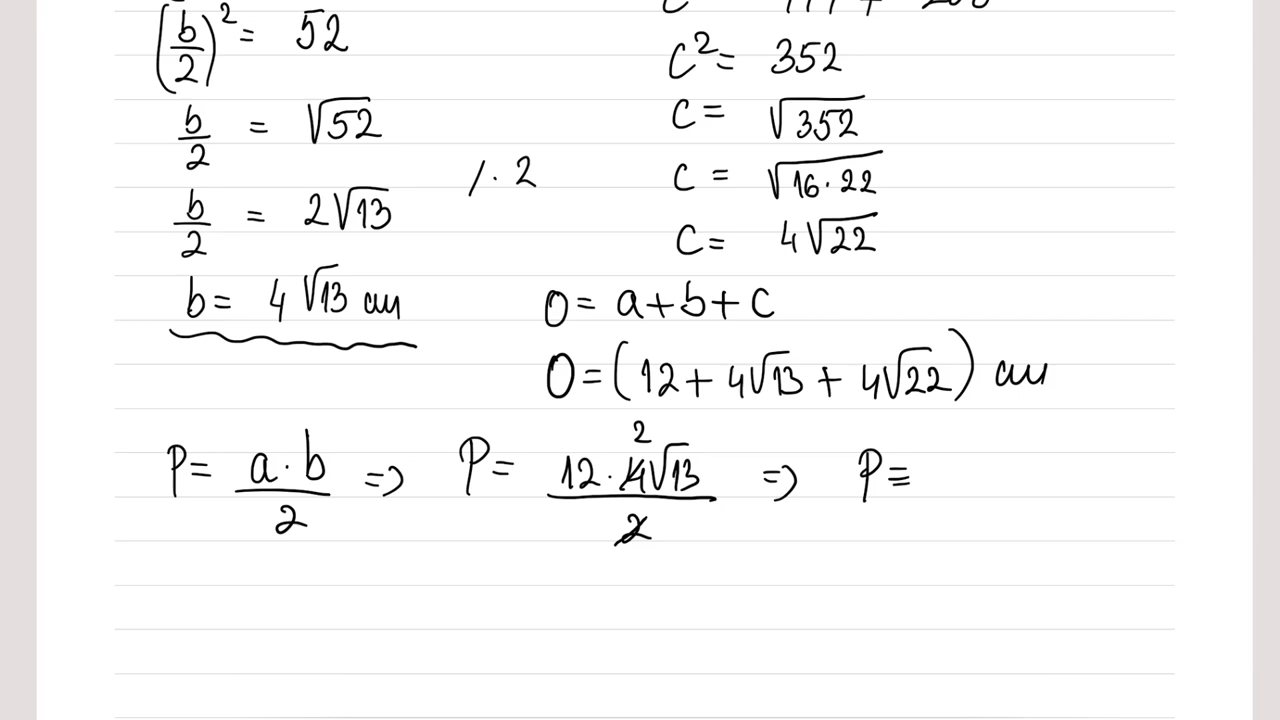 (b/2)² = 52
b/2 = √52
b/2 = 2√13 / · 2
b = 4√13 cm
c² = 352
c = √352
c = √16·22
c = 4√22
O = a + b + c
O = (12 + 4√13 + 4√22) cm
P = a · b / 2 => P = 12 · 4√13 / 2 => P =
2